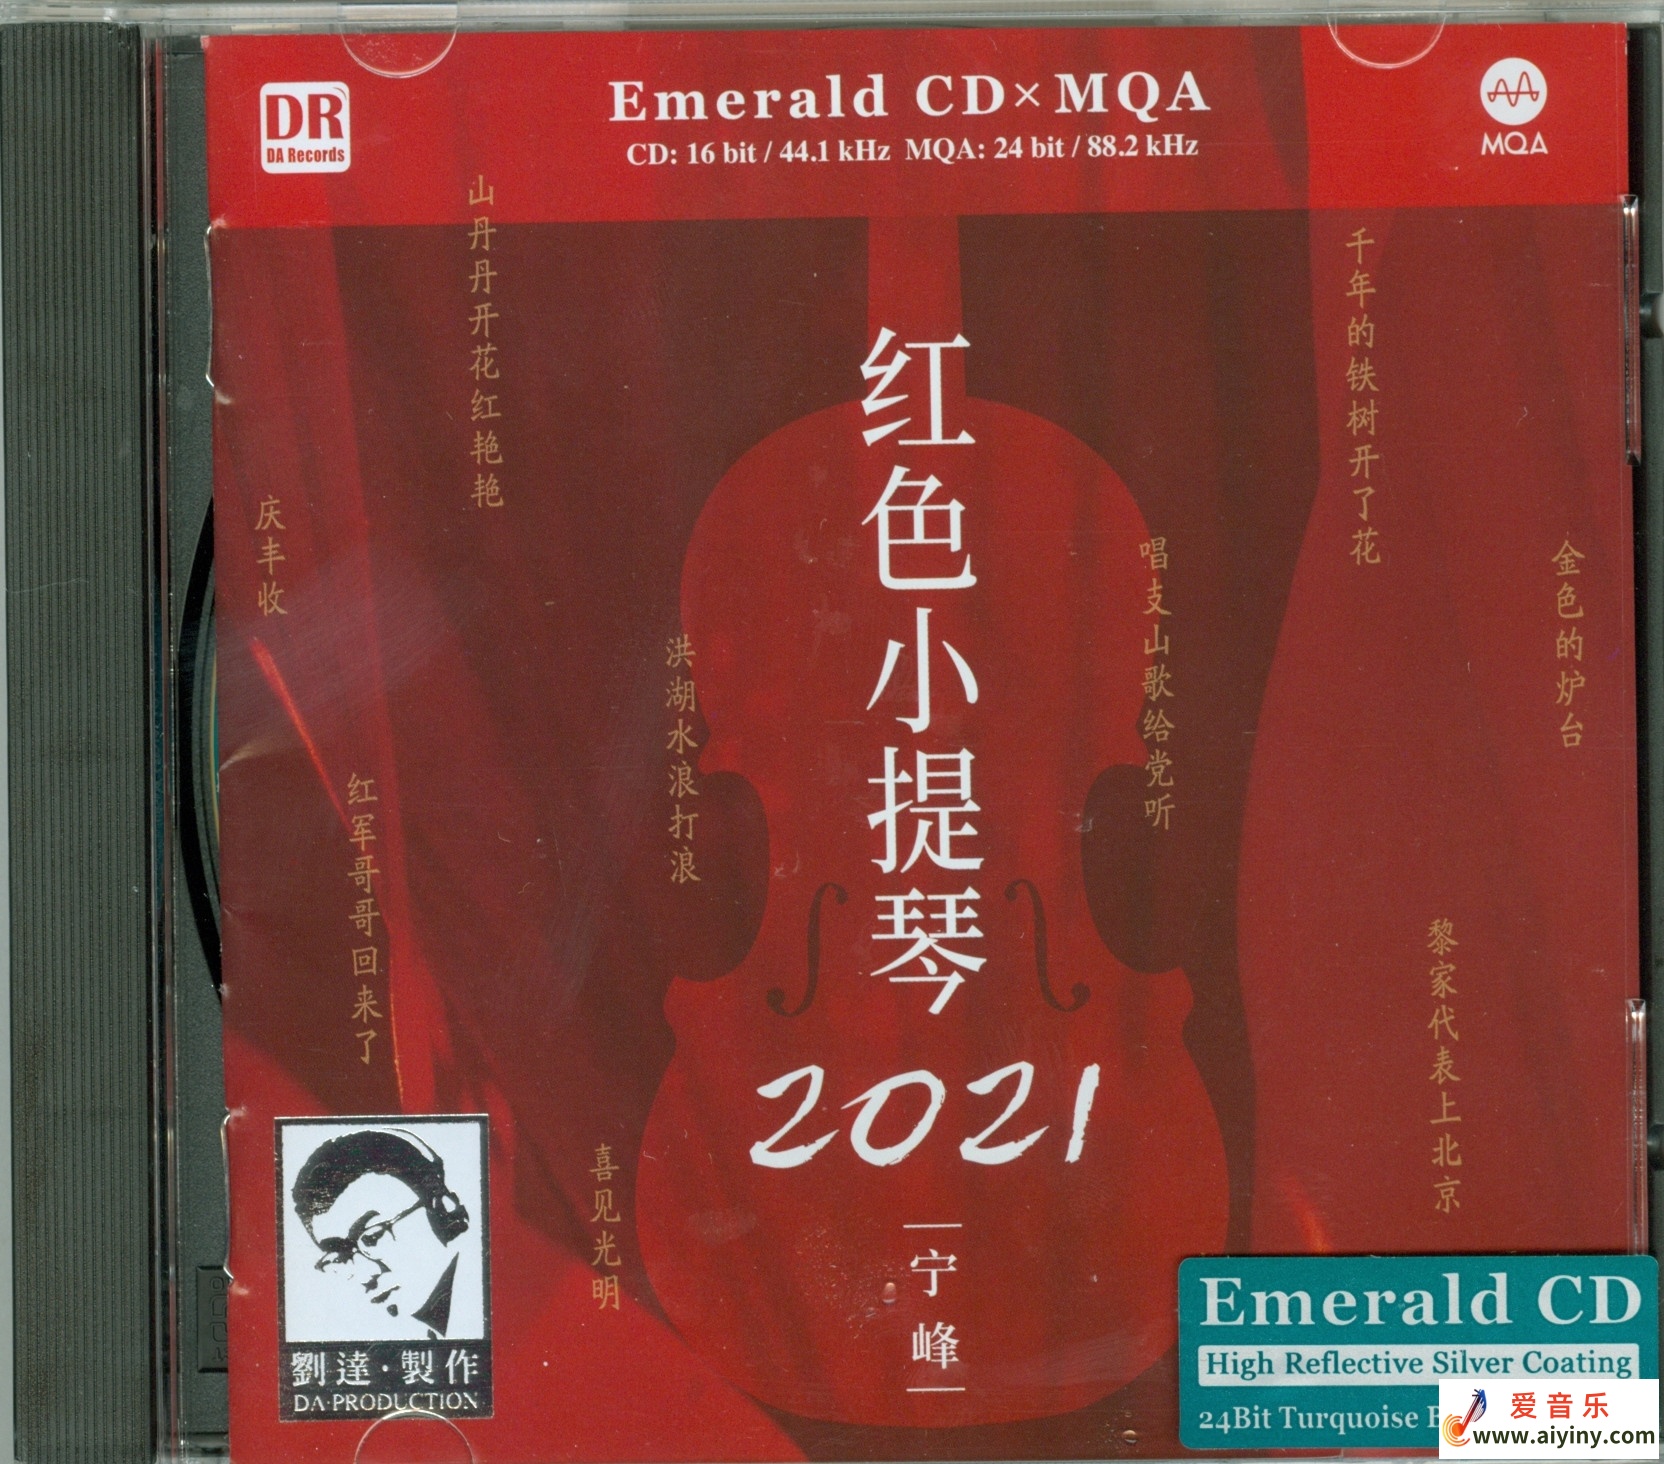 DR
DA Records
Emerald CD×MQA
CD: 16 bit / 44.1 kHz MQA: 24 bit / 88.2 kHz
MQA
山丹丹开花红艳艳
千年的铁树开了花
庆丰收
金色的炉台
唱支山歌给党听
洪湖水浪打浪
红军哥哥回来了
黎家代表上北京
喜见光明
红色小提琴
2021
宁峰
劉達·製作
DA·PRODUCTION
Emerald CD
High Reflective Silver Coating
24Bit Turquoise
爱音乐
www.aiyiny.com